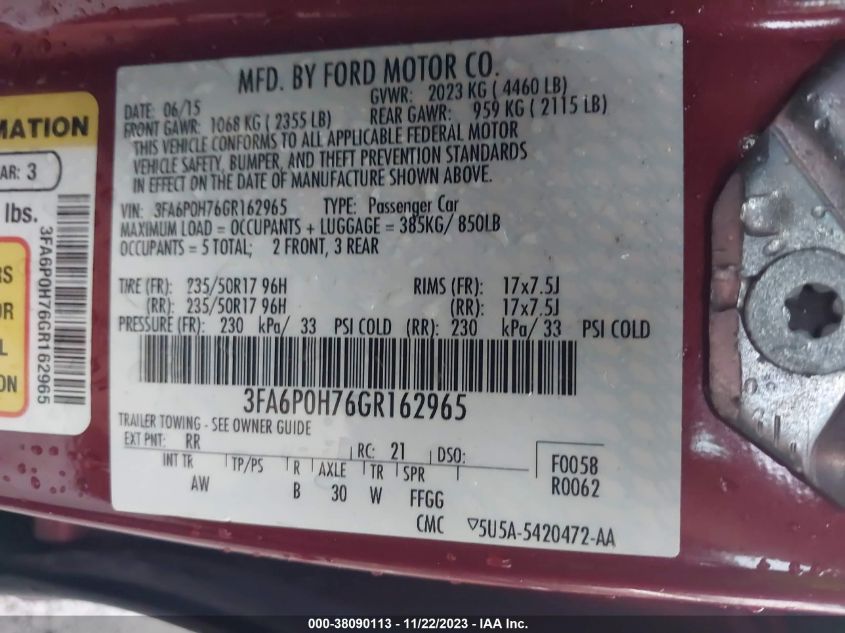 MATION
AR: 3
lbs.
RS
OR
L
ON
3FA6P0H76GR162965
MFD. BY FORD MOTOR CO.
DATE: 06/15 GVWR: 2023 KG ( 4460 LB)
FRONT GAWR: 1068 KG ( 2355 LB) REAR GAWR: 959 KG ( 2115 LB)
THIS VEHICLE CONFORMS TO ALL APPLICABLE FEDERAL MOTOR
VEHICLE SAFETY, BUMPER, AND THEFT PREVENTION STANDARDS
IN EFFECT ON THE DATE OF MANUFACTURE SHOWN ABOVE.
VIN: 3FA6P0H76GR162965 TYPE: Passenger Car
MAXIMUM LOAD = OCCUPANTS + LUGGAGE = 385KG/ 850LB
OCCUPANTS = 5 TOTAL; 2 FRONT, 3 REAR
TIRE (FR): 235/50R17 96H RIMS (FR): 17x7.5J
(RR): 235/50R17 96H (RR): 17x7.5J
PRESSURE (FR): 230 kPa/ 33 PSI COLD (RR): 230 kPa/ 33 PSI COLD
3FA6P0H76GR162965
TRAILER TOWING - SEE OWNER GUIDE
EXT PNT: RR RC: 21 DSO:
INT TR TP/PS R AXLE TR SPR
AW B 30 W FFGG
F0058
R0062
CMC ▽5U5A-5420472-AA
000-38090113 - 11/22/2023 - IAA Inc.